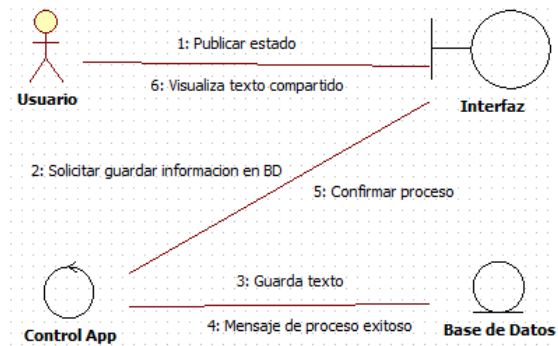 1: Publicar estado
6: Visualiza texto compartido
Usuario
Interfaz
2: Solicitar guardar informacion en BD
5: Confirmar proceso
3: Guarda texto
4: Mensaje de proceso exitoso
Control App
Base de Datos